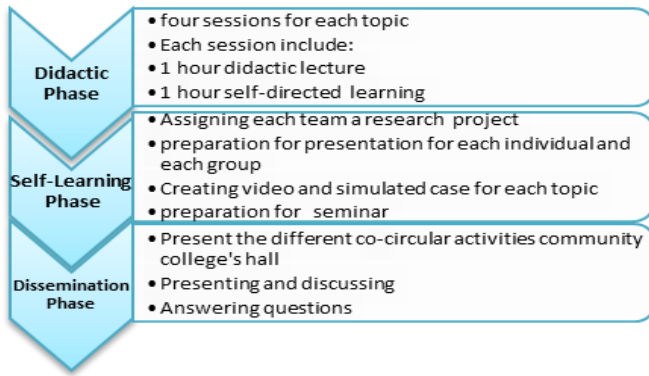 Didactic
Phase
• four sessions for each topic
• Each session include:
• 1 hour didactic lecture
• 1 hour self-directed learning
Self-Learning
Phase
• Assigning each team a research project
• preparation for presentation for each individual and
each group
• Creating video and simulated case for each topic
• preparation for seminar
Dissemination
Phase
• Present the different co-circular activities community
college's hall
• Presenting and discussing
• Answering questions